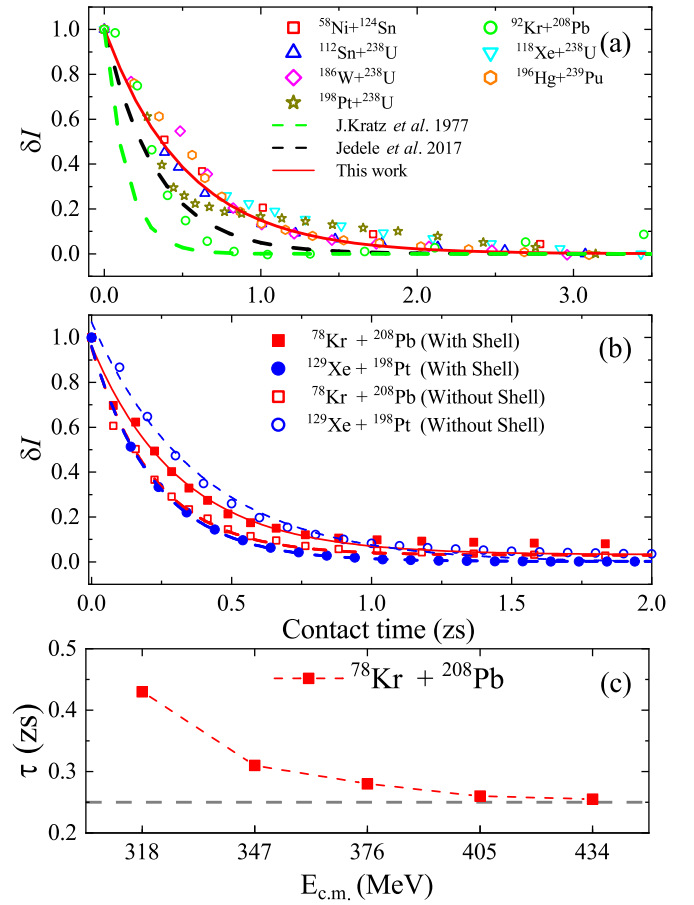 (a)
⁵⁸Ni+¹²⁴Sn
⁹²Kr+²⁰⁸Pb
¹¹²Sn+²³⁸U
¹¹⁸Xe+²³⁸U
¹⁸⁶W+²³⁸U
¹⁹⁶Hg+²³⁹Pu
¹⁹⁸Pt+²³⁸U
J.Kratz et al. 1977
Jedele et al. 2017
This work
δI
1.0
0.8
0.6
0.4
0.2
0.0
0.0 1.0 2.0 3.0
(b)
⁷⁸Kr + ²⁰⁸Pb (With Shell)
¹²⁹Xe + ¹⁹⁸Pt (With Shell)
⁷⁸Kr + ²⁰⁸Pb (Without Shell)
¹²⁹Xe + ¹⁹⁸Pt (Without Shell)
δI
1.0
0.8
0.6
0.4
0.2
0.0
0.0 0.5 1.0 1.5 2.0
Contact time (zs)
(c)
⁷⁸Kr + ²⁰⁸Pb
τ (zs)
0.5
0.4
0.3
0.2
318 347 376 405 434
E_c.m. (MeV)